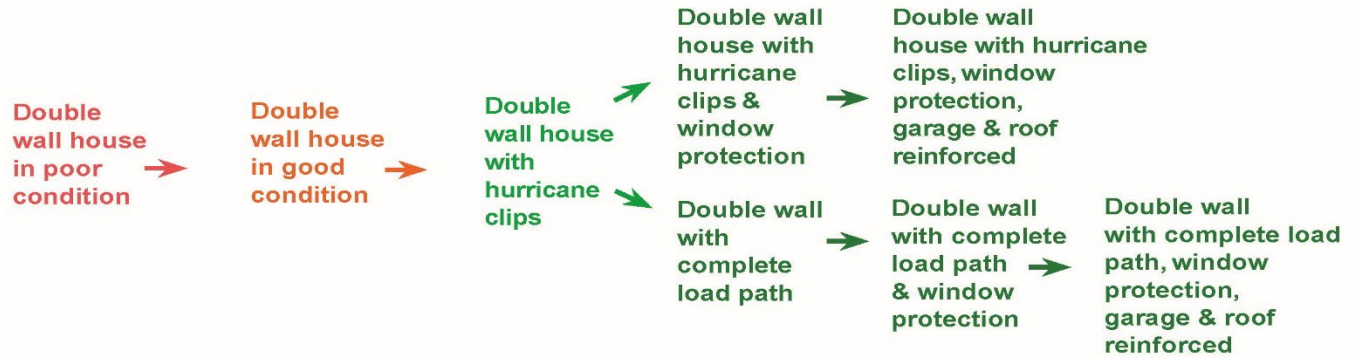 Double
wall house
in poor
condition
Double
wall house
in good
condition
Double
wall house
with
hurricane
clips
Double wall
house with
hurricane
clips &
window
protection
Double wall
house with hurricane
clips, window
protection,
garage & roof
reinforced
Double wall
with
complete
load path
Double wall
with complete
load path
& window
protection
Double wall
with complete load
path, window
protection,
garage & roof
reinforced